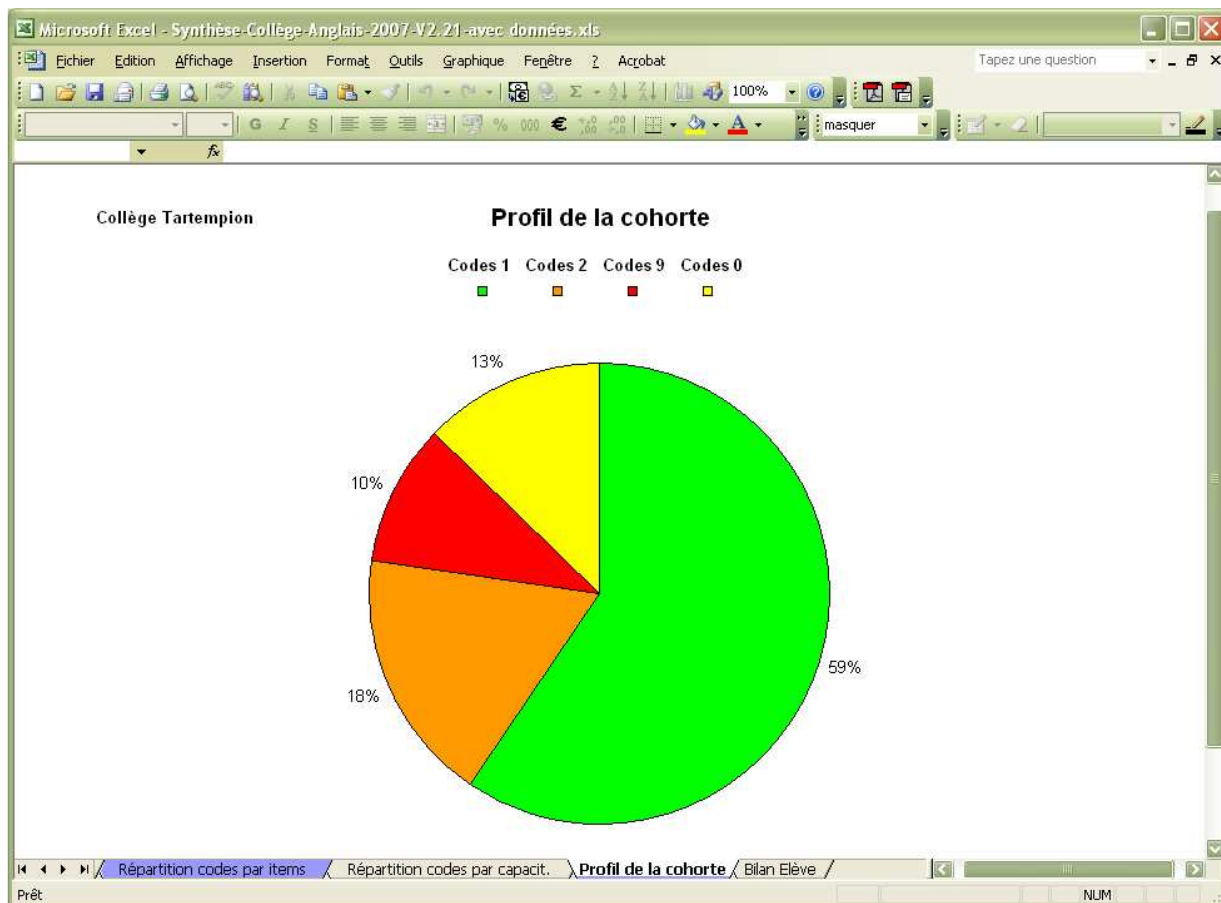 Microsoft Excel - Synthèse-Collège-Anglais-2007-V2.21-avec données.xls
Fichier Edition Affichage Insertion Format Outils Graphique Fenêtre ? Acrobat Tapez une question
100%
G I S % 000 € masquer
fx
Collège Tartempion Profil de la cohorte
Codes 1 Codes 2 Codes 9 Codes 0
13%
10%
59%
18%
Répartition codes par items Répartition codes par capacit. Profil de la cohorte Bilan Elève
Prêt NUM